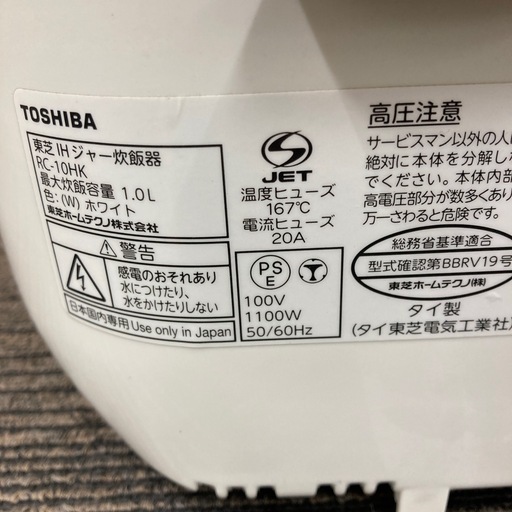 TOSHIBA
東芝IHジャー炊飯器
RC-10HK
最大炊飯容量 1.0L
色:(W) ホワイト
東芝ホームテクノ株式会社
警告
感電のおそれあり
水につけたり、
水をかけたりしない
日本国内専用 Use only in Japan
S
JET
温度ヒューズ
167℃
電流ヒューズ
20A
PS
E
100V
1100W
50/60Hz
高圧注意
サービスマン以外の人は
絶対に本体を分解し
でください。本体内部
高電圧部分が数多くあり
万一さわると危険です。
総務省基準適合
型式確認第BBRV19号
東芝ホームテクノ(株)
タイ製
(タイ東芝電気工業社)